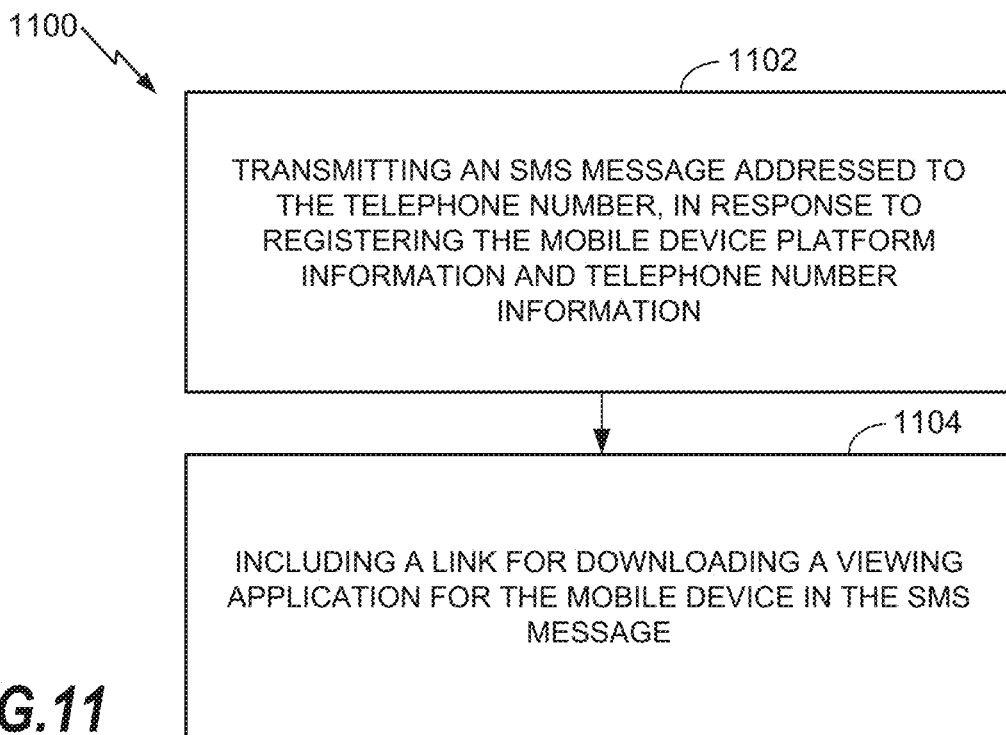 1100
1102
TRANSMITTING AN SMS MESSAGE ADDRESSED TO
THE TELEPHONE NUMBER, IN RESPONSE TO
REGISTERING THE MOBILE DEVICE PLATFORM
INFORMATION AND TELEPHONE NUMBER
INFORMATION
1104
INCLUDING A LINK FOR DOWNLOADING A VIEWING
APPLICATION FOR THE MOBILE DEVICE IN THE SMS
MESSAGE
G.11